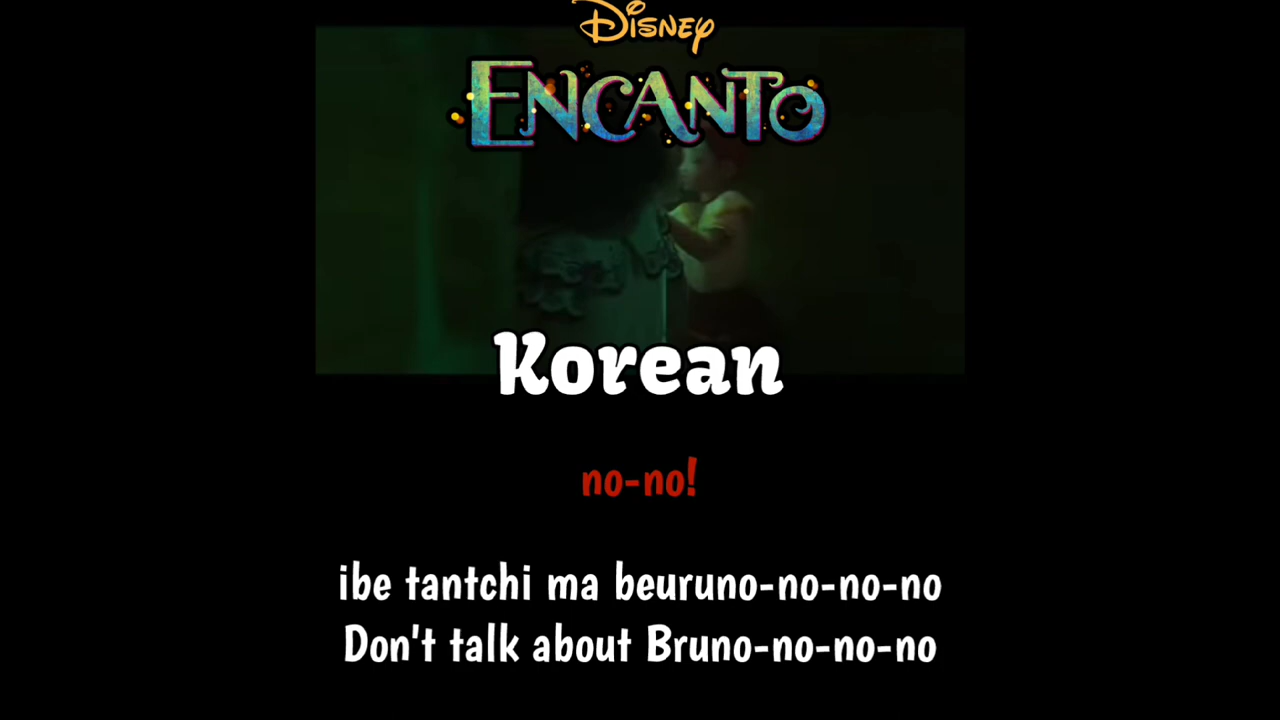 Disney
ENCANTO
Korean
no-no!
ibe tantchi ma beuruno-no-no-no
Don't talk about Bruno-no-no-no